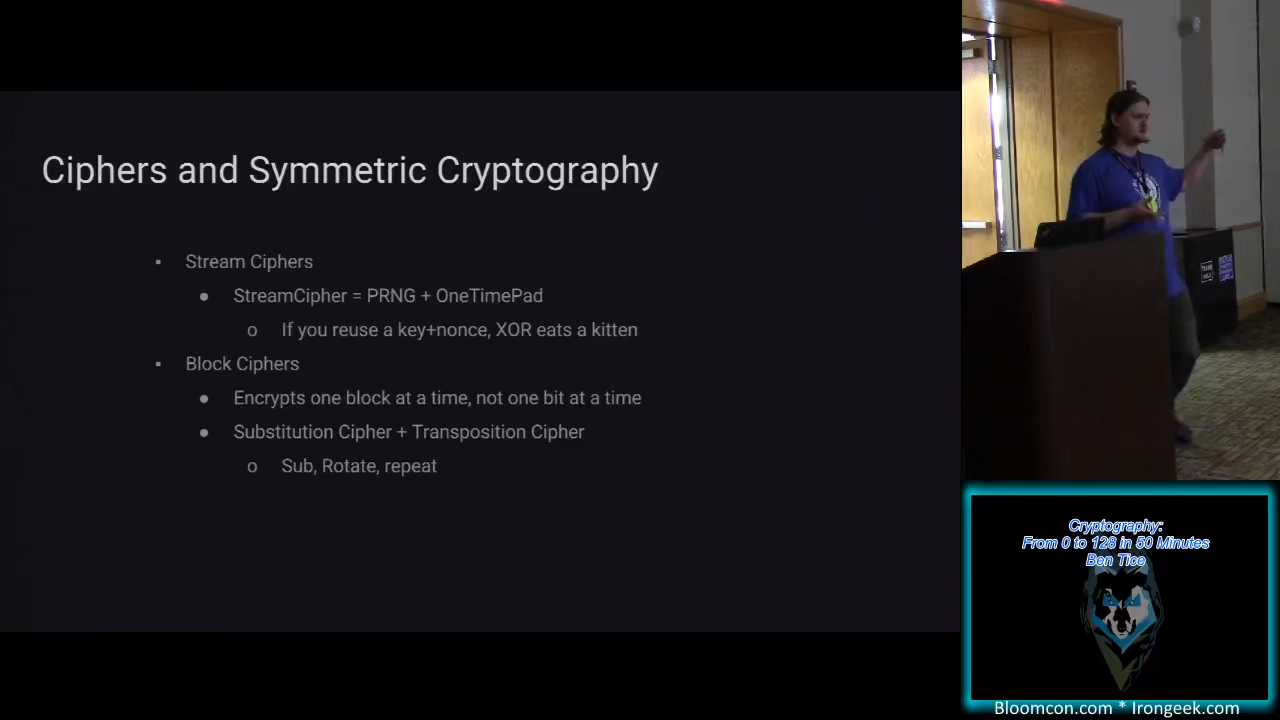 Ciphers and Symmetric Cryptography
▪ Stream Ciphers
● StreamCipher = PRNG + OneTimePad
o If you reuse a key+nonce, XOR eats a kitten
▪ Block Ciphers
● Encrypts one block at a time, not one bit at a time
● Substitution Cipher + Transposition Cipher
o Sub, Rotate, repeat
Cryptography:
From 0 to 128 in 50 Minutes
Ben Tice
Bloomcon.com * Irongeek.com